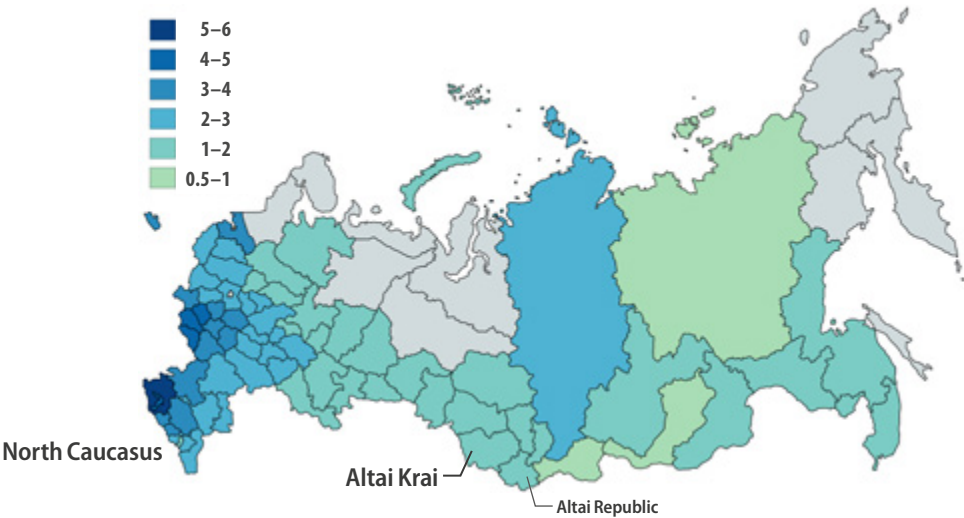 5–6
4–5
3–4
2–3
1–2
0.5–1
North Caucasus
Altai Krai
Altai Republic